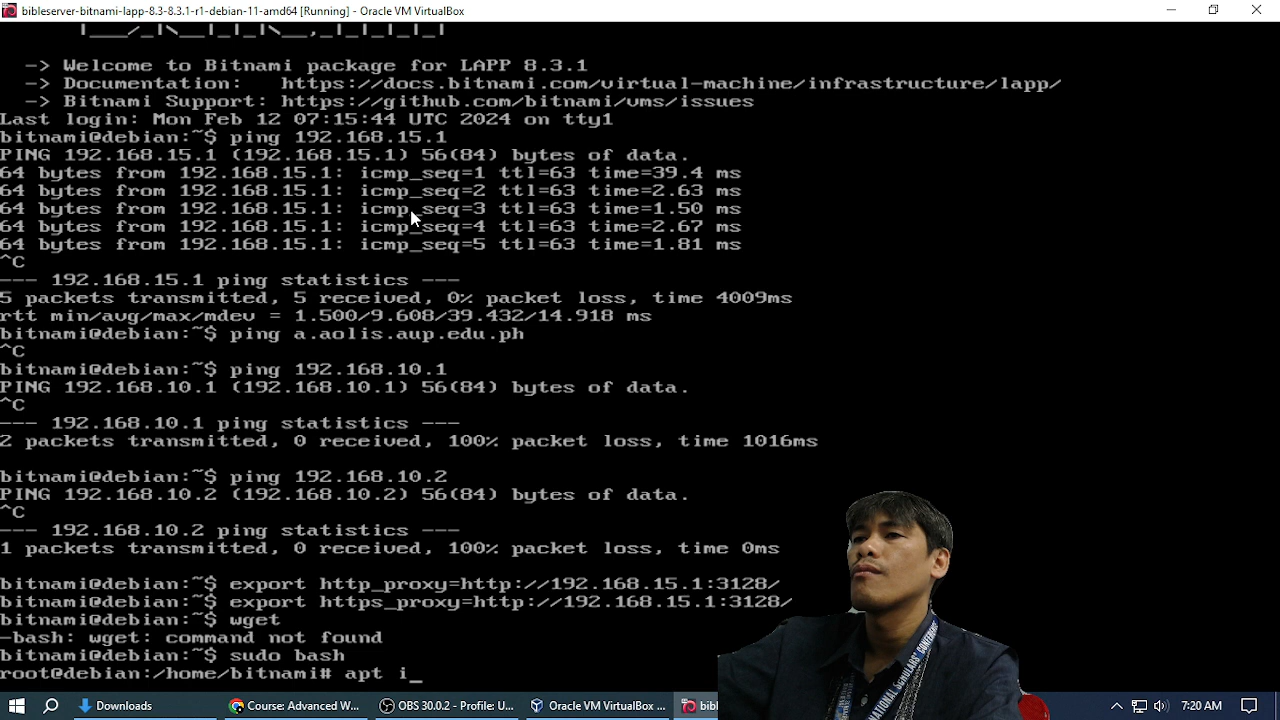 bibleserver-bitnami-lapp-8.3-8.3.1-r1-debian-11-amd64 [Running] - Oracle VM VirtualBox
-> Welcome to Bitnami package for LAPP 8.3.1
-> Documentation: https://docs.bitnami.com/virtual-machine/infrastructure/lapp/
-> Bitnami Support: https://github.com/bitnami/vms/issues
Last login: Mon Feb 12 07:15:44 UTC 2024 on tty1
bitnami@debian:~$ ping 192.168.15.1
PING 192.168.15.1 (192.168.15.1) 56(84) bytes of data.
64 bytes from 192.168.15.1: icmp_seq=1 ttl=63 time=39.4 ms
64 bytes from 192.168.15.1: icmp_seq=2 ttl=63 time=2.63 ms
64 bytes from 192.168.15.1: icmp_seq=3 ttl=63 time=1.50 ms
64 bytes from 192.168.15.1: icmp_seq=4 ttl=63 time=2.67 ms
64 bytes from 192.168.15.1: icmp_seq=5 ttl=63 time=1.81 ms
^C
--- 192.168.15.1 ping statistics ---
5 packets transmitted, 5 received, 0% packet loss, time 4009ms
rtt min/avg/max/mdev = 1.500/9.608/39.432/14.918 ms
bitnami@debian:~$ ping a.aolis.aup.edu.ph
^C
bitnami@debian:~$ ping 192.168.10.1
PING 192.168.10.1 (192.168.10.1) 56(84) bytes of data.
^C
--- 192.168.10.1 ping statistics ---
2 packets transmitted, 0 received, 100% packet loss, time 1016ms
bitnami@debian:~$ ping 192.168.10.2
PING 192.168.10.2 (192.168.10.2) 56(84) bytes of data.
^C
--- 192.168.10.2 ping statistics ---
1 packets transmitted, 0 received, 100% packet loss, time 0ms
bitnami@debian:~$ export http_proxy=http://192.168.15.1:3128/
bitnami@debian:~$ export https_proxy=http://192.168.15.1:3128/
bitnami@debian:~$ wget
-bash: wget: command not found
bitnami@debian:~$ sudo bash
root@debian:/home/bitnami# apt i_
NATIONAL SCHOLARS' CONFERENCE
Downloads
Course: Advanced W...
OBS 30.0.2 - Profile: U...
Oracle VM VirtualBox ...
bibl
7:20 AM